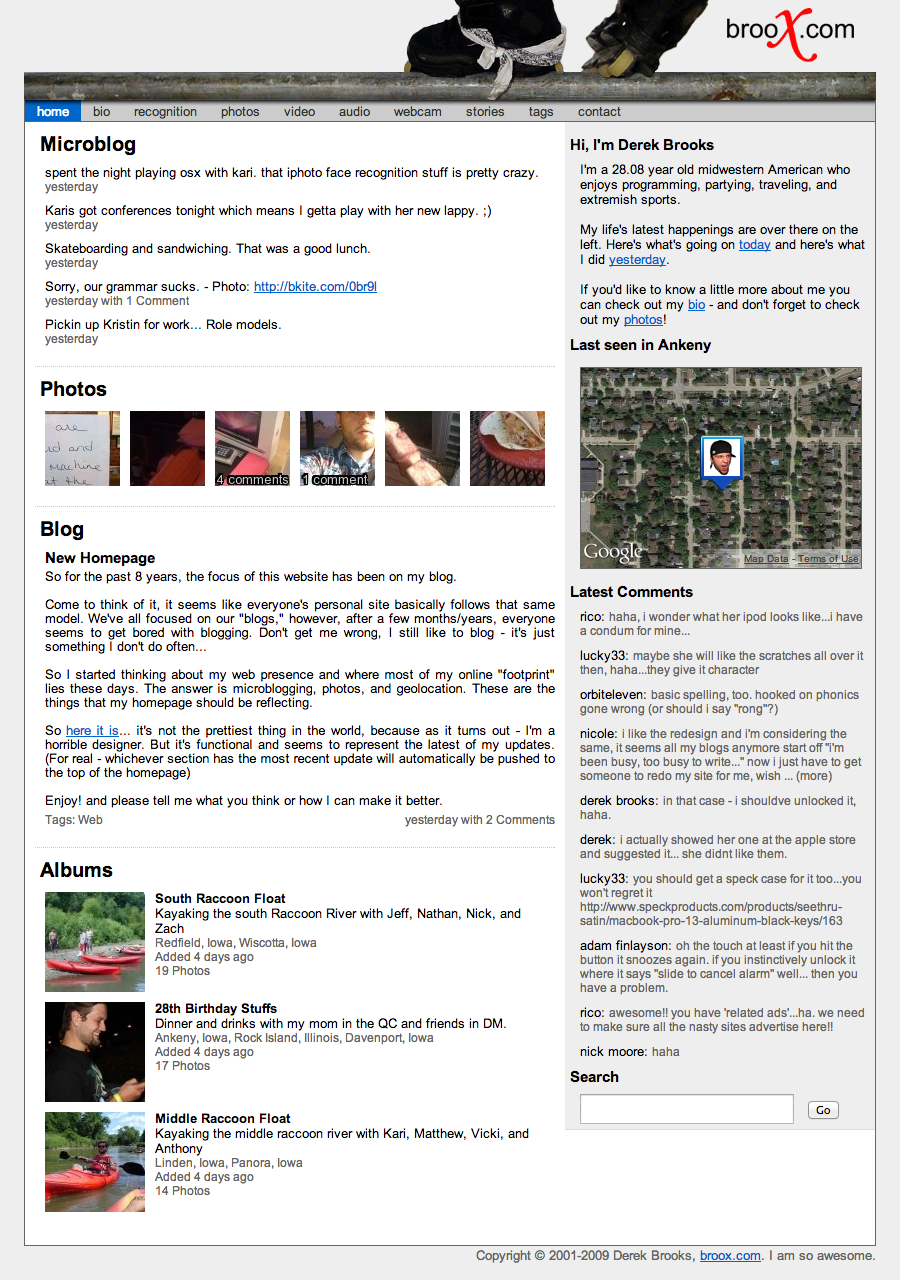 brooX.com
home bio recognition photos video audio webcam stories tags contact
Microblog
spent the night playing osx with kari. that iphoto face recognition stuff is pretty crazy.
yesterday
Karis got conferences tonight which means I getta play with her new lappy. ;)
yesterday
Skateboarding and sandwiching. That was a good lunch.
yesterday
Sorry, our grammar sucks. - Photo: http://bkite.com/0br9l
yesterday with 1 Comment
Pickin up Kristin for work... Role models.
yesterday
Photos
are
and
machine
at the
4 comments
1 comment
Blog
New Homepage
So for the past 8 years, the focus of this website has been on my blog.
Come to think of it, it seems like everyone's personal site basically follows that same
model. We've all focused on our "blogs," however, after a few months/years, everyone
seems to get bored with blogging. Don't get me wrong, I still like to blog - it's just
something I don't do often...
So I started thinking about my web presence and where most of my online "footprint"
lies these days. The answer is microblogging, photos, and geolocation. These are the
things that my homepage should be reflecting.
So here it is... it's not the prettiest thing in the world, because as it turns out - I'm a
horrible designer. But it's functional and seems to represent the latest of my updates.
(For real - whichever section has the most recent update will automatically be pushed to
the top of the homepage)
Enjoy! and please tell me what you think or how I can make it better.
Tags: Web yesterday with 2 Comments
Albums
South Raccoon Float
Kayaking the south Raccoon River with Jeff, Nathan, Nick, and
Zach
Redfield, Iowa, Wiscotta, Iowa
Added 4 days ago
19 Photos
28th Birthday Stuffs
Dinner and drinks with my mom in the QC and friends in DM.
Ankeny, Iowa, Rock Island, Illinois, Davenport, Iowa
Added 4 days ago
17 Photos
Middle Raccoon Float
Kayaking the middle raccoon river with Kari, Matthew, Vicki, and
Anthony
Linden, Iowa, Panora, Iowa
Added 4 days ago
14 Photos
Hi, I'm Derek Brooks
I'm a 28.08 year old midwestern American who
enjoys programming, partying, traveling, and
extremish sports.
My life's latest happenings are over there on the
left. Here's what's going on today and here's what
I did yesterday.
If you'd like to know a little more about me you
can check out my bio - and don't forget to check
out my photos!
Last seen in Ankeny
Google
Map Data - Terms of Use
Latest Comments
rico: haha, i wonder what her ipod looks like...i have
a condum for mine...
lucky33: maybe she will like the scratches all over it
then, haha...they give it character
orbiteleven: basic spelling, too. hooked on phonics
gone wrong (or should i say "rong"?)
nicole: i like the redesign and i'm considering the
same, it seems all my blogs anymore start off "i'm
been busy, too busy to write..." now i just have to get
someone to redo my site for me, wish ... (more)
derek brooks: in that case - i shouldve unlocked it,
haha.
derek: i actually showed her one at the apple store
and suggested it... she didnt like them.
lucky33: you should get a speck case for it too...you
won't regret it
http://www.speckproducts.com/products/seethru-
satin/macbook-pro-13-aluminum-black-keys/163
adam finlayson: oh the touch at least if you hit the
button it snoozes again. if you instinctively unlock it
where it says "slide to cancel alarm" well... then you
have a problem.
rico: awesome!! you have 'related ads'...ha. we need
to make sure all the nasty sites advertise here!!
nick moore: haha
Search
Go
Copyright © 2001-2009 Derek Brooks, broox.com. I am so awesome.